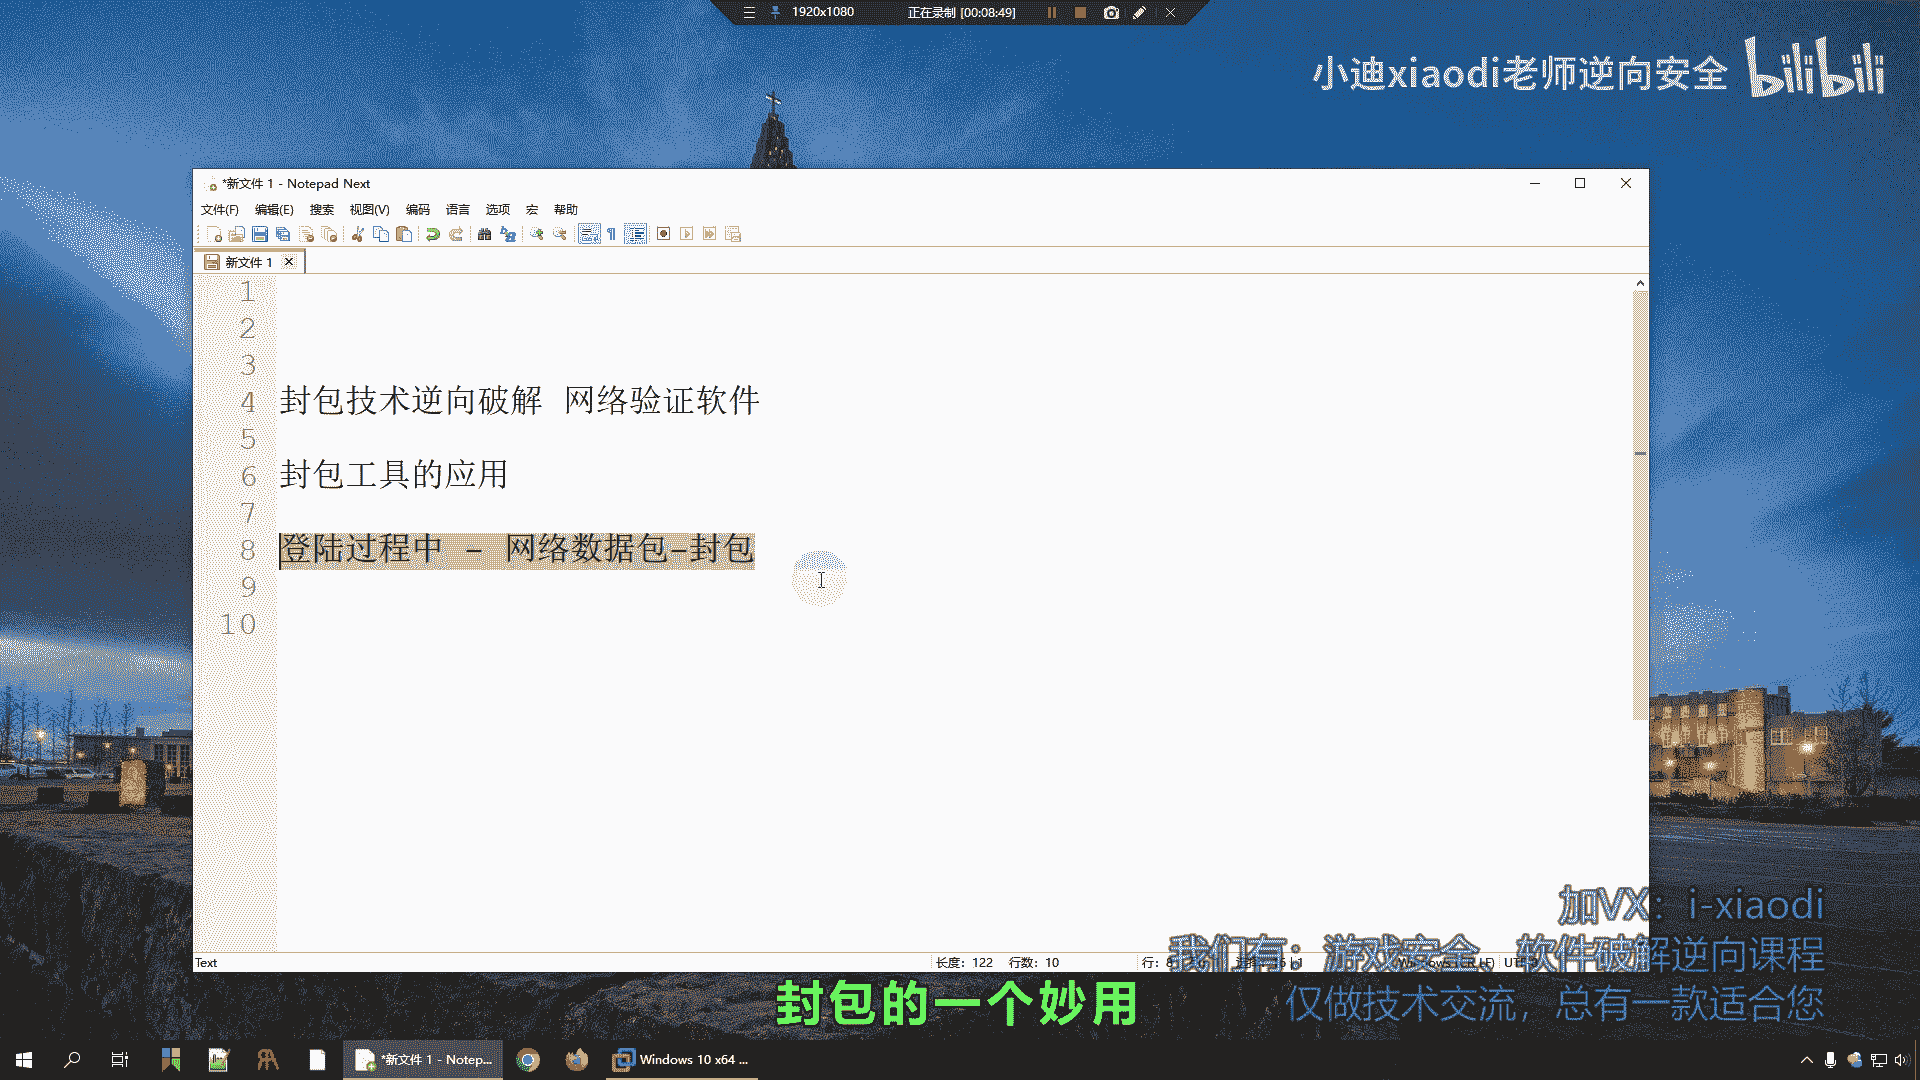 1920x1080
正在录制 [00:08:49]
小迪xiaodi老师逆向安全
bilibili
*新文件 1 - Notepad Next
文件(F) 编辑(E) 搜索 视图(V) 编码 语言 选项 宏 帮助
新文件 1
1
2
3
4 封包技术逆向破解 网络验证软件
5
6 封包工具的应用
7
8 登陆过程中 - 网络数据包-封包
9
10
加VX：i-xiaodi
我们有：游戏安全、软件破解逆向课程
仅做技术交流，总有一款适合您
Text 长度：122 行数：10
封包的一个妙用
*新文件 1 - Notep...
Windows 10 x64 ...